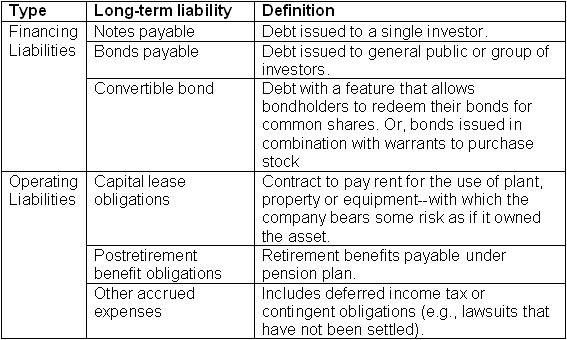 Type Long-term liability Definition
Financing Liabilities
Notes payable
Debt issued to a single investor.
Bonds payable
Debt issued to general public or group of
investors.
Convertible bond
Debt with a feature that allows
bondholders to redeem their bonds for
common shares. Or, bonds issued in
combination with warrants to purchase
stock
Operating
Liabilities
Capital lease
obligations
Contract to pay rent for the use of plant,
property or equipment--with which the
company bears some risk as if it owned
the asset.
Postretirement
benefit obligations
Retirement benefits payable under
pension plan.
Other accrued
expenses
Includes deferred income tax or
contingent obligations (e.g., lawsuits that
have not been settled).